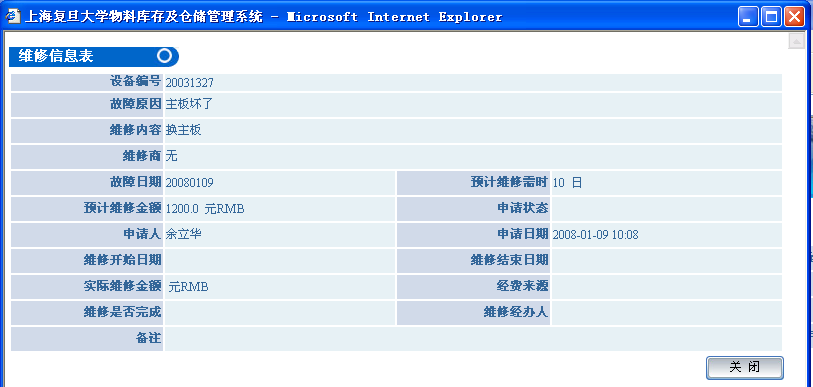 上海复旦大学物料库存及仓储管理系统 - Microsoft Internet Explorer
维修信息表
设备编号 20031327
故障原因 主板坏了
维修内容 换主板
维修商 无
故障日期 20080109 预计维修需时 10 日
预计维修金额 1200.0 元RMB 申请状态
申请人 余立华 申请日期 2008-01-09 10:08
维修开始日期 维修结束日期
实际维修金额 元RMB 经费来源
维修是否完成 维修经办人
备注
关 闭